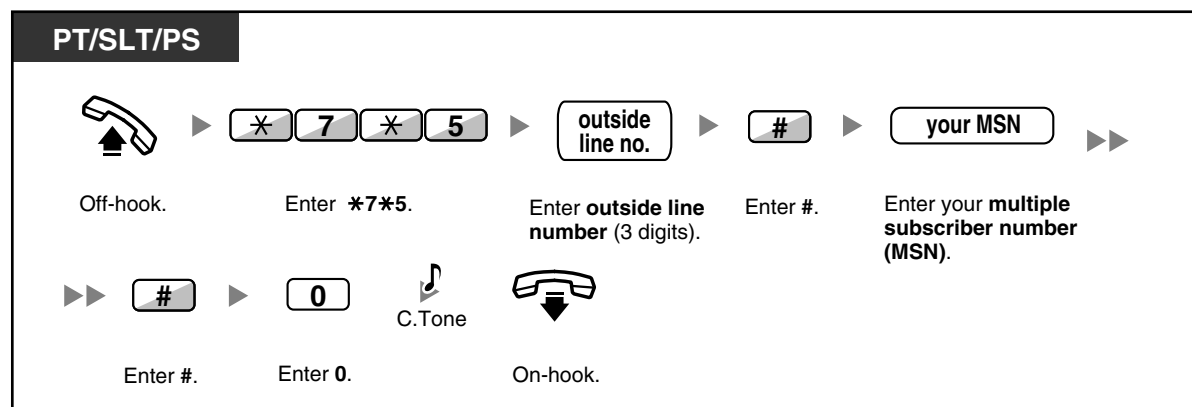 PT/SLT/PS
✳ 7 ✳ 5
outside
line no.
#
your MSN
Off-hook.
Enter ✳7✳5.
Enter outside line
number (3 digits).
Enter #.
Enter your multiple
subscriber number
(MSN).
#
0
C.Tone
Enter #.
Enter 0.
On-hook.